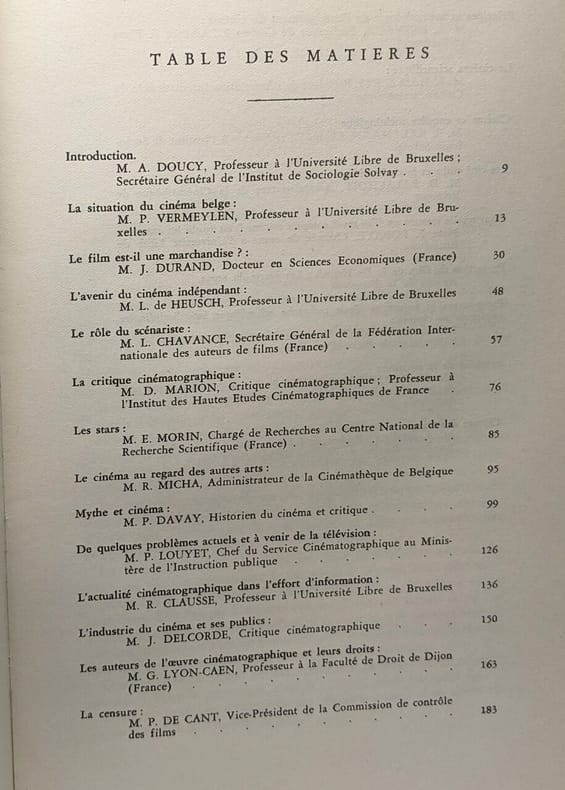 TABLE DES MATIERES
Introduction.
M. A. DOUCY, Professeur à l'Université Libre de Bruxelles ;
Secrétaire Général de l'Institut de Sociologie Solvay . . . 9
La situation du cinéma belge :
M. P. VERMEYLEN, Professeur à l'Université Libre de Bru-
xelles . . . . . . . . . . . . 13
Le film est-il une marchandise ? :
M. J. DURAND, Docteur en Sciences Economiques (France) 30
L'avenir du cinéma indépendant :
M. L. de HEUSCH, Professeur à l'Université Libre de Bruxelles 48
Le rôle du scénariste :
M. L. CHAVANCE, Secrétaire Général de la Fédération Inter-
nationale des auteurs de films (France) . . . . . 57
La critique cinématographique :
M. D. MARION, Critique cinématographique ; Professeur à
l'Institut des Hautes Etudes Cinématographiques de France . 76
Les stars :
M. E. MORIN, Chargé de Recherches au Centre National de la
Recherche Scientifique (France) . . . . . . . 85
Le cinéma au regard des autres arts :
M. R. MICHA, Administrateur de la Cinémathèque de Belgique 95
Mythe et cinéma :
M. P. DAVAY, Historien du cinéma et critique . . . . 99
De quelques problèmes actuels et à venir de la télévision :
M. P. LOUYET, Chef du Service Cinématographique au Minis-
tère de l'Instruction publique . . . . . . . 126
L'actualité cinématographique dans l'effort d'information :
M. R. CLAUSSE, Professeur à l'Université Libre de Bruxelles 136
L'industrie du cinéma et ses publics :
M. J. DELCORDE, Critique cinématographique . . . 150
Les auteurs de l'œuvre cinématographique et leurs droits :
M. G. LYON-CAEN, Professeur à la Faculté de Droit de Dijon
(France) . . . . . . . . . . . 163
La censure :
M. P. DE CANT, Vice-Président de la Commission de contrôle
des films . . . . . . . . . . . 183